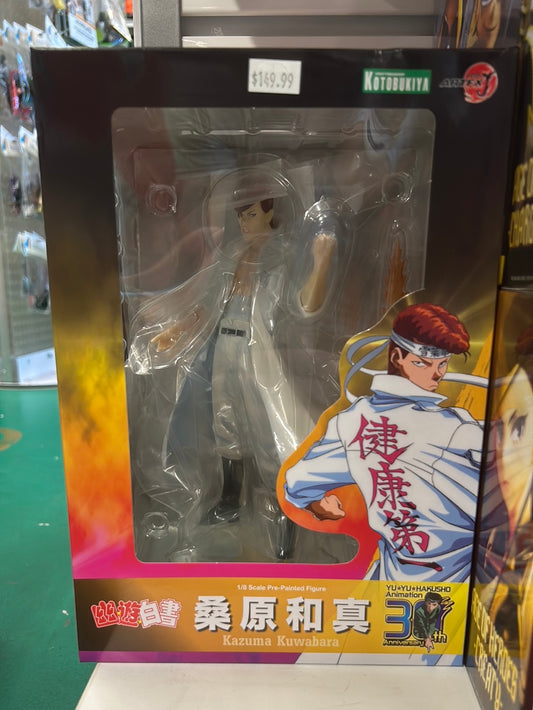 $149.99
KOTOBUKIYA
ARTFX J
健康第一
1/8 Scale Pre-Painted Figure
幽☆遊☆白書
桑原和真
Kazuma Kuwabara
YU★YU★HAKUSHO
Animation
30th
Anniversary